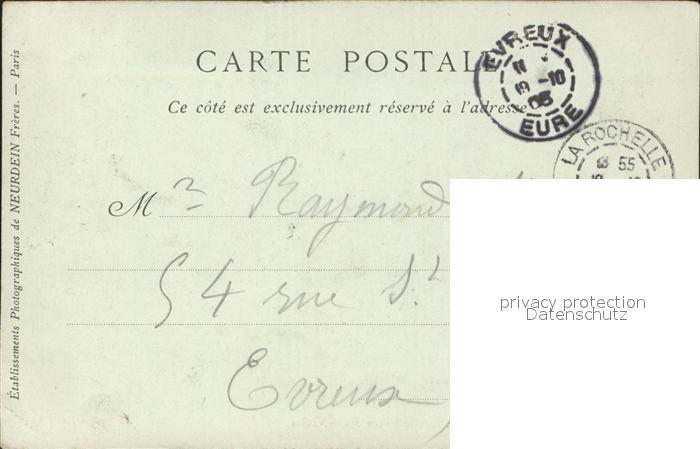 CARTE POSTALE
Ce côté est exclusivement réservé à l'adresse
EVREUX
11
19 -10
05
EURE
LA ROCHELLE
55
M r Raymond
54 rue St
Evreux
privacy protection
Datenschutz
Établissements Photographiques de NEURDEIN Frères. — Paris